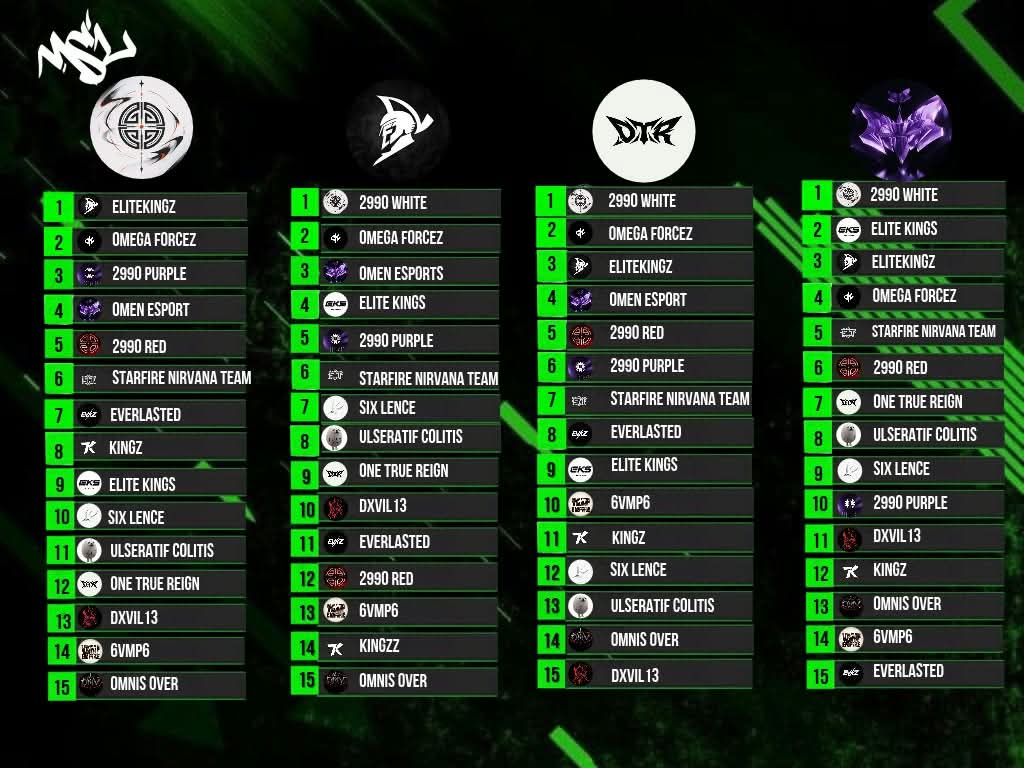 MSL
DTR
1 ELITEKINGZ
2 OMEGA FORCEZ
3 2990 PURPLE
4 OMEN ESPORT
5 2990 RED
6 STARFIRE NIRVANA TEAM
7 EVERLASTED
8 KINGZ
9 EKS ELITE KINGS
10 SIX LENCE
11 ULSERATIF COLITIS
12 ONE TRUE REIGN
13 DXVIL13
14 6VMP6
15 OMNIS OVER
1 2990 WHITE
2 OMEGA FORCEZ
3 OMEN ESPORTS
4 EKS ELITE KINGS
5 2990 PURPLE
6 STARFIRE NIRVANA TEAM
7 SIX LENCE
8 ULSERATIF COLITIS
9 ONE TRUE REIGN
10 DXVIL13
11 EVERLASTED
12 2990 RED
13 6VMP6
14 KINGZZ
15 OMNIS OVER
1 2990 WHITE
2 OMEGA FORCEZ
3 ELITEKINGZ
4 OMEN ESPORT
5 2990 RED
6 2990 PURPLE
7 STARFIRE NIRVANA TEAM
8 EVERLASTED
9 EKS ELITE KINGS
10 6VMP6
11 KINGZ
12 SIX LENCE
13 ULSERATIF COLITIS
14 OMNIS OVER
15 DXVIL13
1 2990 WHITE
2 EKS ELITE KINGS
3 ELITEKINGZ
4 OMEGA FORCEZ
5 STARFIRE NIRVANA TEAM
6 2990 RED
7 ONE TRUE REIGN
8 ULSERATIF COLITIS
9 SIX LENCE
10 2990 PURPLE
11 DXVIL13
12 KINGZ
13 OMNIS OVER
14 6VMP6
15 EVERLASTED